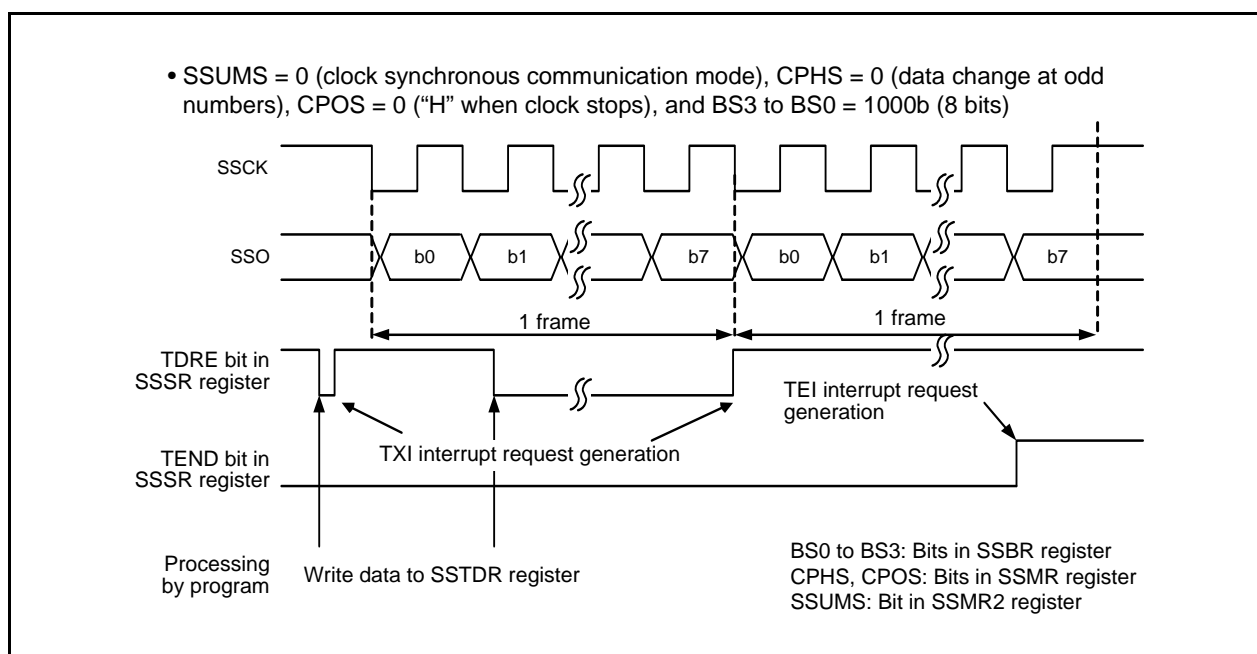 • SSUMS = 0 (clock synchronous communication mode), CPHS = 0 (data change at odd
numbers), CPOS = 0 (“H” when clock stops), and BS3 to BS0 = 1000b (8 bits)
SSCK
SSO
b0
b1
b7
b0
b1
b7
1 frame
1 frame
TDRE bit in
SSSR register
TEI interrupt request
generation
TXI interrupt request generation
TEND bit in
SSSR register
Processing
by program
Write data to SSTDR register
BS0 to BS3: Bits in SSBR register
CPHS, CPOS: Bits in SSMR register
SSUMS: Bit in SSMR2 register